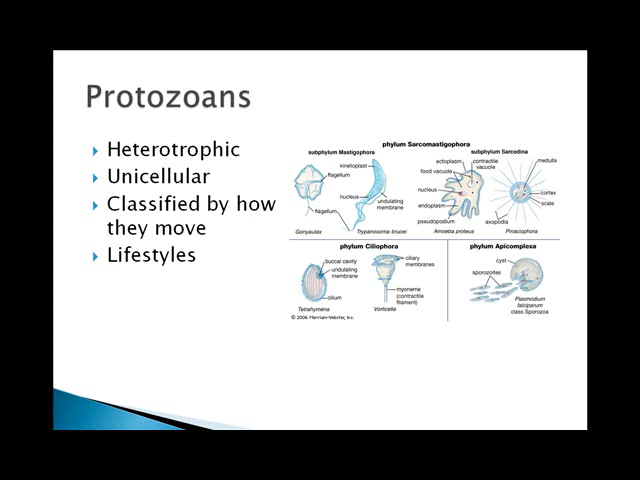 Protozoans
Heterotrophic
Unicellular
Classified by how
they move
Lifestyles
phylum Sarcomastigophora
subphylum Mastigophora
subphylum Sarcodina
kinetoplast
flagellum
nucleus
undulating
membrane
flagellum
Gonyaulax
Trypanosoma brucei
ectoplasm
contractile
vacuole
food vacuole
nucleus
endoplasm
pseudopodium
Amoeba proteus
medulla
cortex
scale
axopodia
Pinaciophora
phylum Ciliophora
buccal cavity
undulating
membrane
cilium
Tetrahymena
ciliary
membranes
myoneme
(contractile
filament)
Vorticella
phylum Apicomplexa
cyst
sporozoites
Plasmodium
falciparum
class Sporozoa
© 2006 Merriam-Webster, Inc.